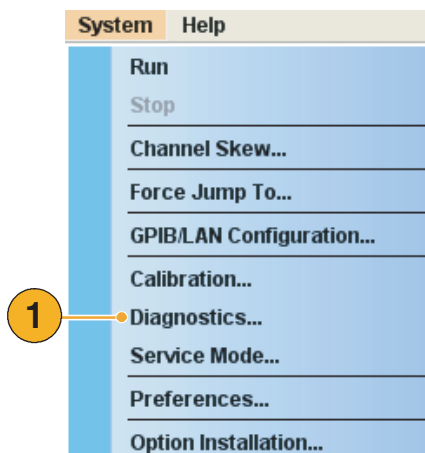 System Help
Run
Stop
Channel Skew...
Force Jump To...
GPIB/LAN Configuration...
Calibration...
1 Diagnostics...
Service Mode...
Preferences...
Option Installation...